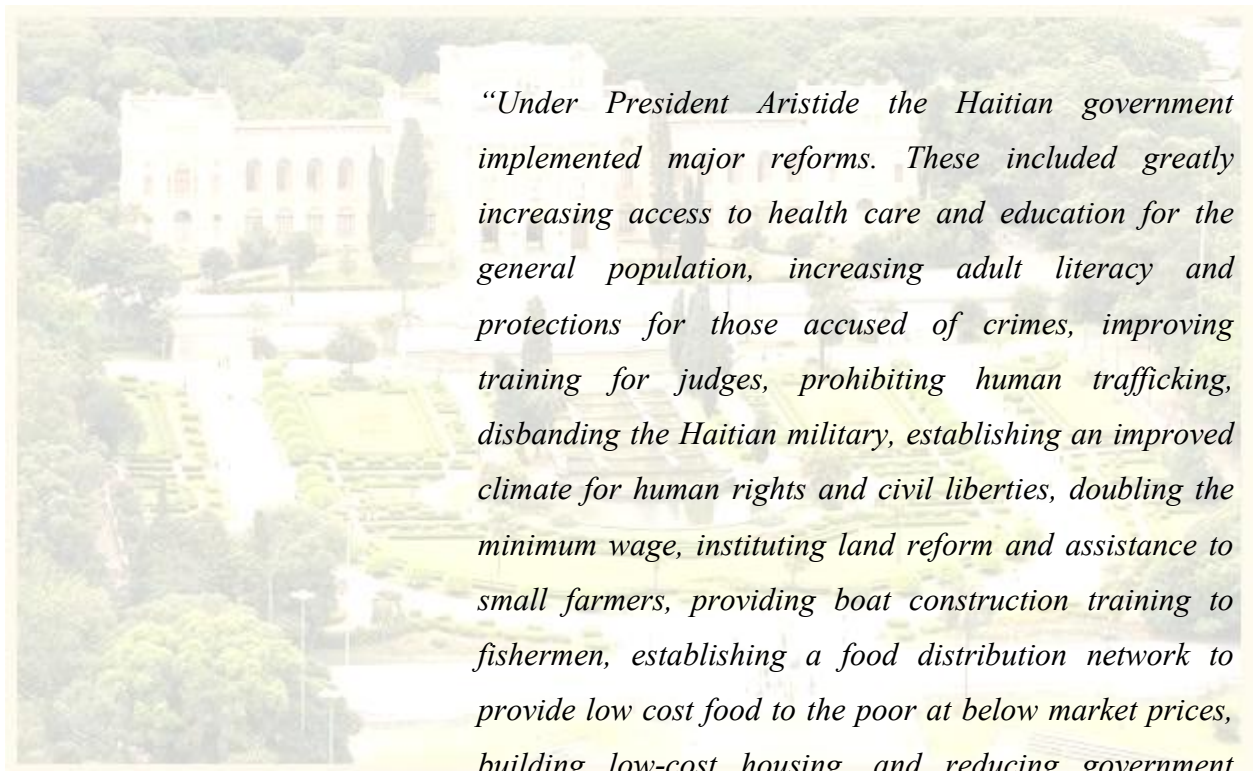 “Under President Aristide the Haitian government
implemented major reforms. These included greatly
increasing access to health care and education for the
general population, increasing adult literacy and
protections for those accused of crimes, improving
training for judges, prohibiting human trafficking,
disbanding the Haitian military, establishing an improved
climate for human rights and civil liberties, doubling the
minimum wage, instituting land reform and assistance to
small farmers, providing boat construction training to
fishermen, establishing a food distribution network to
provide low cost food to the poor at below market prices,
building low-cost housing, and reducing government